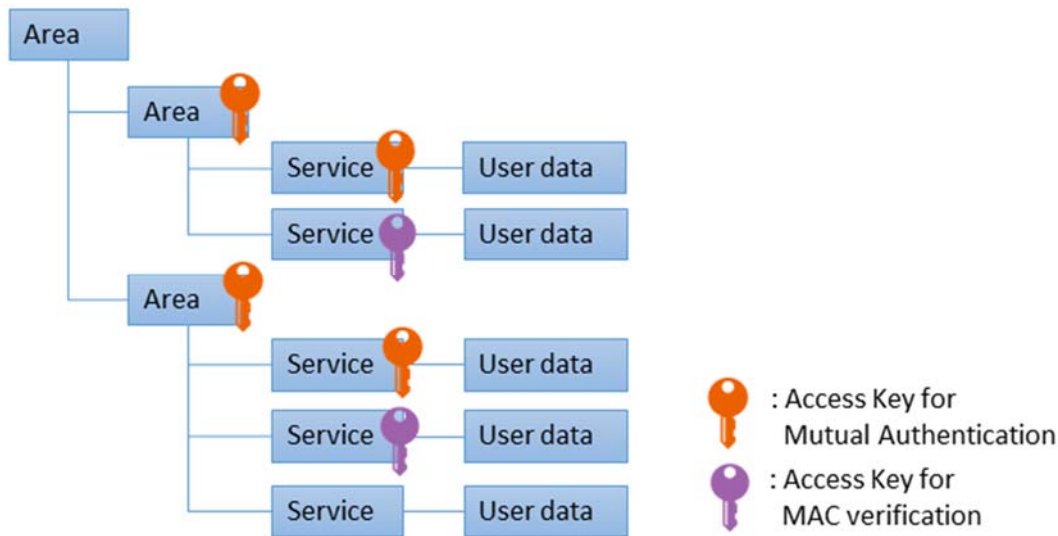 Area
Area
Service User data
Service User data
Area
Service User data
Service User data
Service User data
: Access Key for
Mutual Authentication
: Access Key for
MAC verification